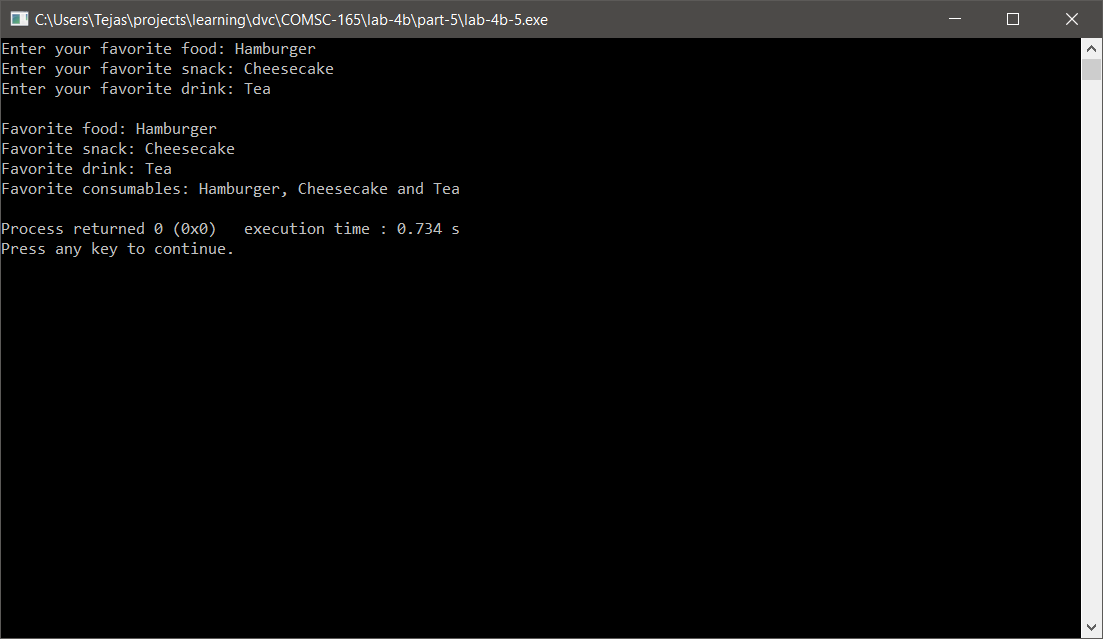 C:\Users\Tejas\projects\learning\dvc\COMSC-165\lab-4b\part-5\lab-4b-5.exe
Enter your favorite food: Hamburger
Enter your favorite snack: Cheesecake
Enter your favorite drink: Tea
Favorite food: Hamburger
Favorite snack: Cheesecake
Favorite drink: Tea
Favorite consumables: Hamburger, Cheesecake and Tea
Process returned 0 (0x0)   execution time : 0.734 s
Press any key to continue.